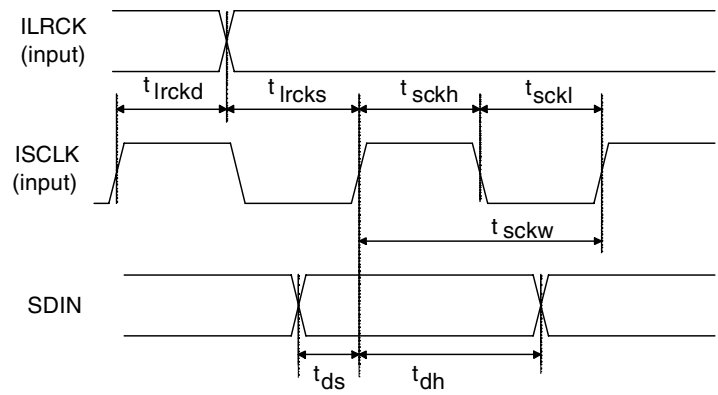 ILRCK
(input)
t lrckd
t lrcks
t sckh
t sckl
ISCLK
(input)
t sckw
SDIN
t ds
t dh